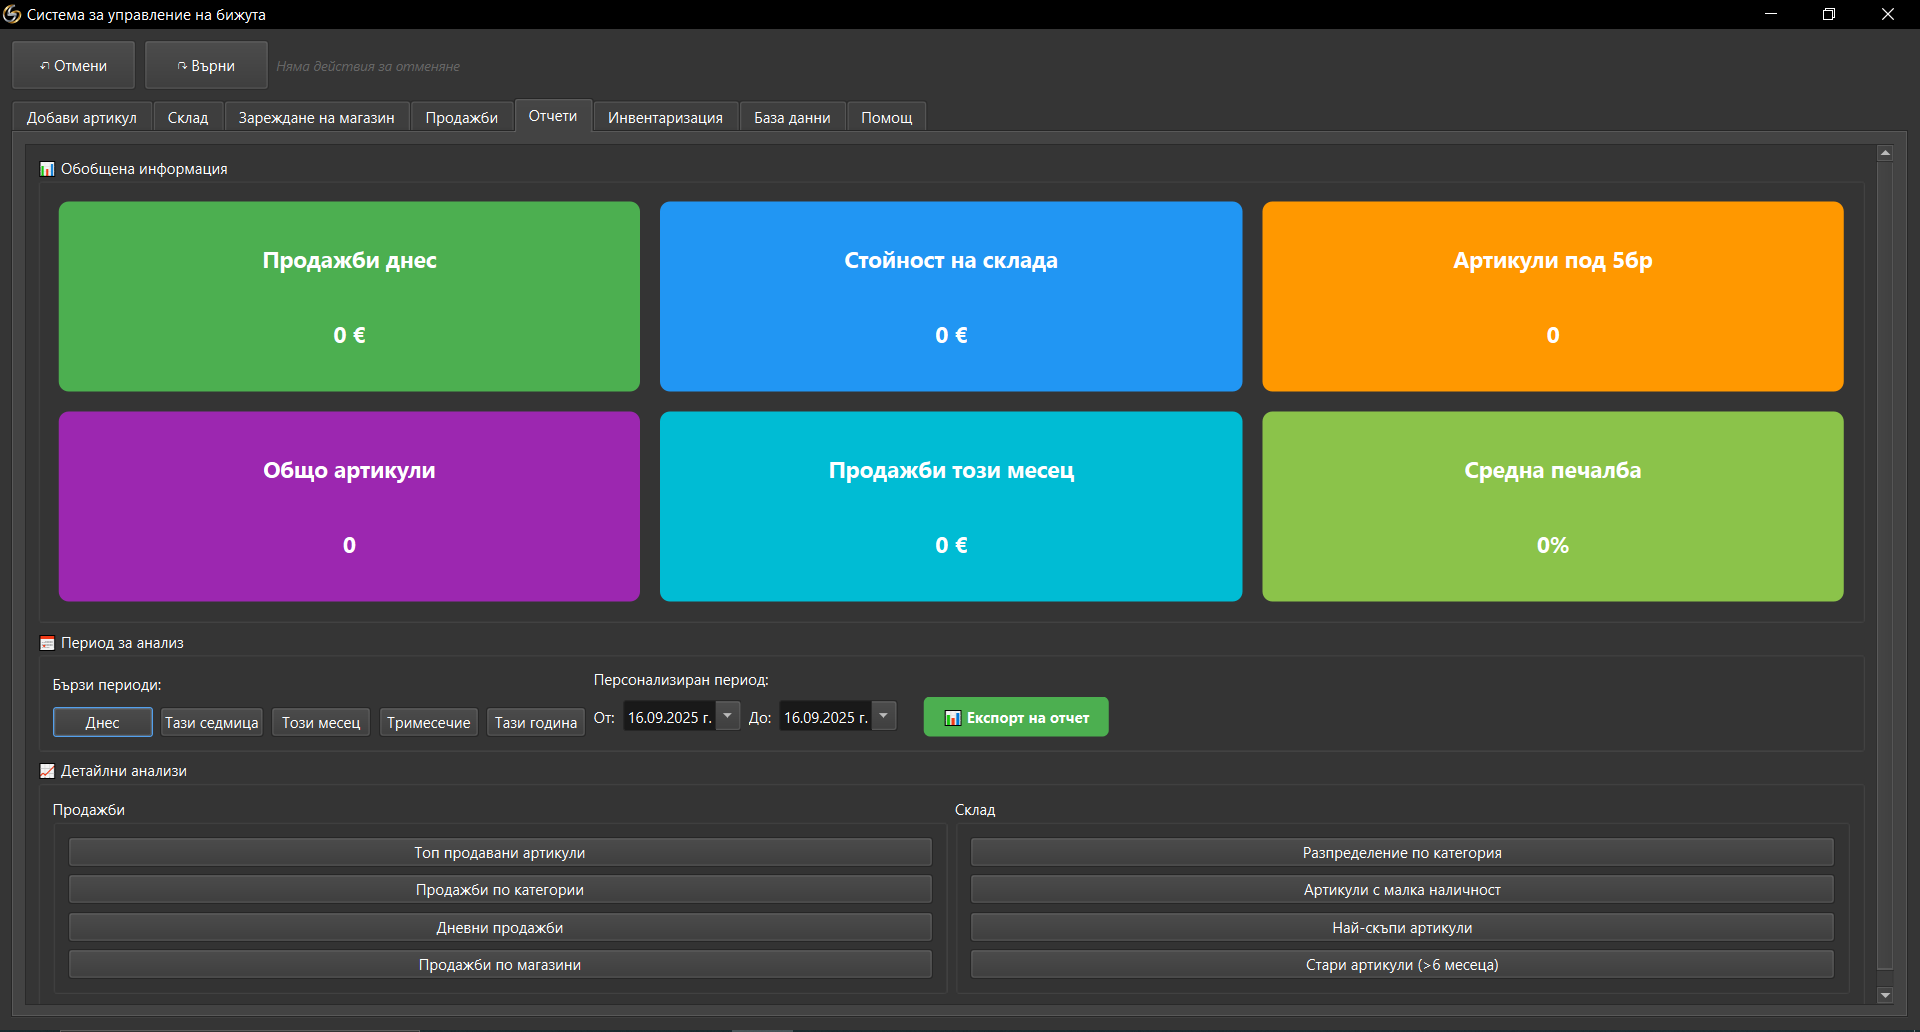 Система за управление на бижута
Отмени
Върни
Няма действия за отменяне
Добави артикул
Склад
Зареждане на магазин
Продажби
Отчети
Инвентаризация
База данни
Помощ
Обобщена информация
Продажби днес
0 €
Стойност на склада
0 €
Артикули под 5бр
0
Общо артикули
0
Продажби този месец
0 €
Средна печалба
0%
Период за анализ
Бързи периоди:
Днес
Тази седмица
Този месец
Тримесечие
Тази година
Персонализиран период:
От: 16.09.2025 г. До: 16.09.2025 г.
Експорт на отчет
Детайлни анализи
Продажби
Топ продавани артикули
Продажби по категории
Дневни продажби
Продажби по магазини
Склад
Разпределение по категория
Артикули с малка наличност
Най-скъпи артикули
Стари артикули (>6 месеца)